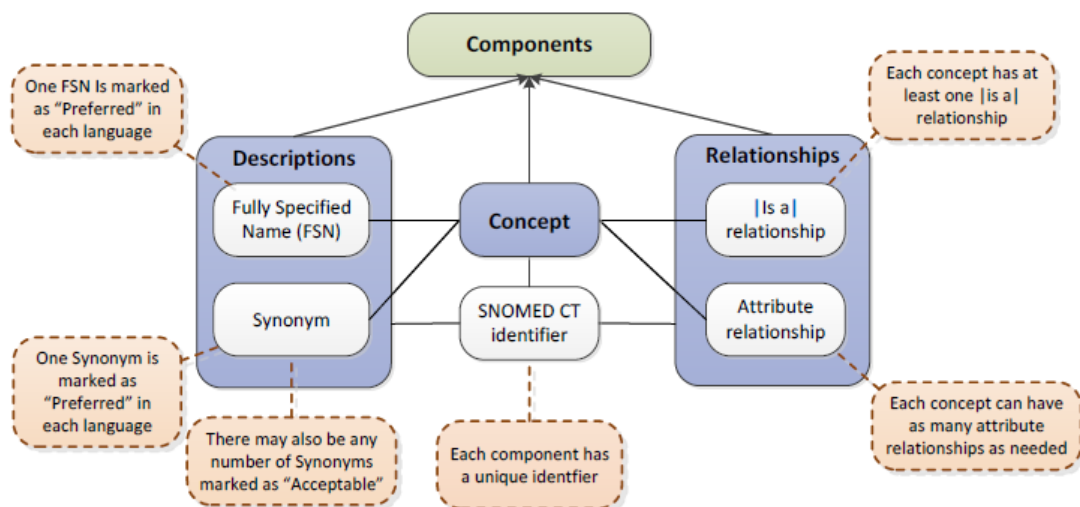 Components
One FSN Is marked
as “Preferred” in
each language
Each concept has at
least one |is a|
relationship
Descriptions
Relationships
Fully Specified
Name (FSN)
Concept
|Is a|
relationship
Synonym
SNOMED CT
identifier
Attribute
relationship
One Synonym is
marked as
“Preferred” in
each language
There may also be any
number of Synonyms
marked as “Acceptable”
Each component has
a unique identfier
Each concept can have
as many attribute
relationships as needed